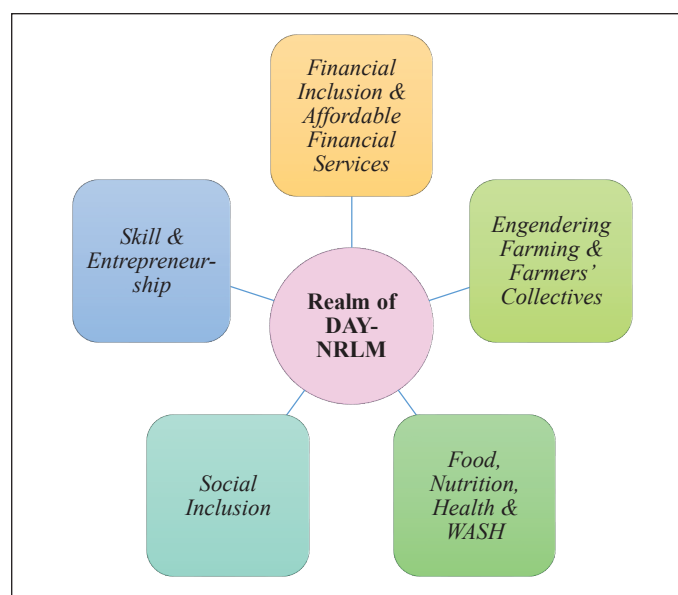 Financial
Inclusion &
Affordable
Financial
Services
Skill &
Entrepreneur-
ship
Engendering
Farming &
Farmers’
Collectives
Realm of
DAY-
NRLM
Social
Inclusion
Food,
Nutrition,
Health &
WASH